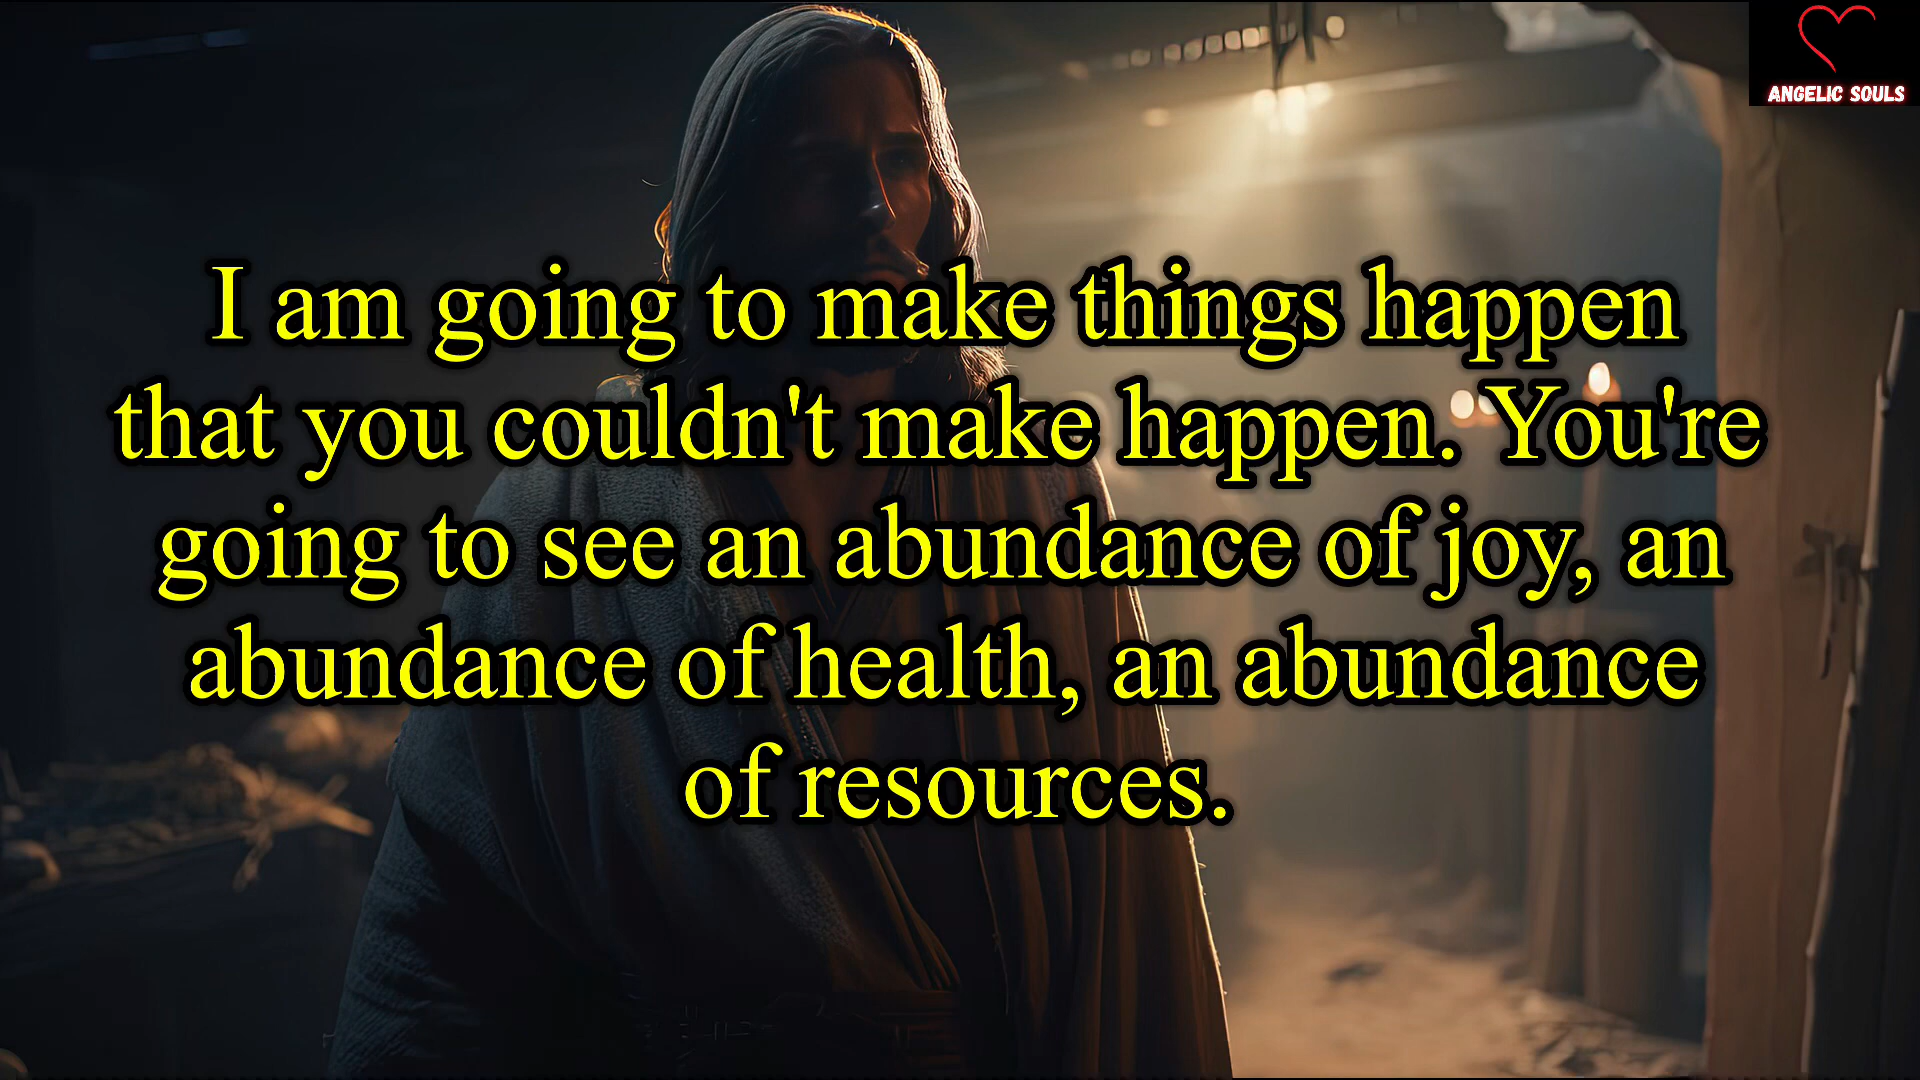 ANGELIC SOULS
I am going to make things happen
that you couldn't make happen. You're
going to see an abundance of joy, an
abundance of health, an abundance
of resources.